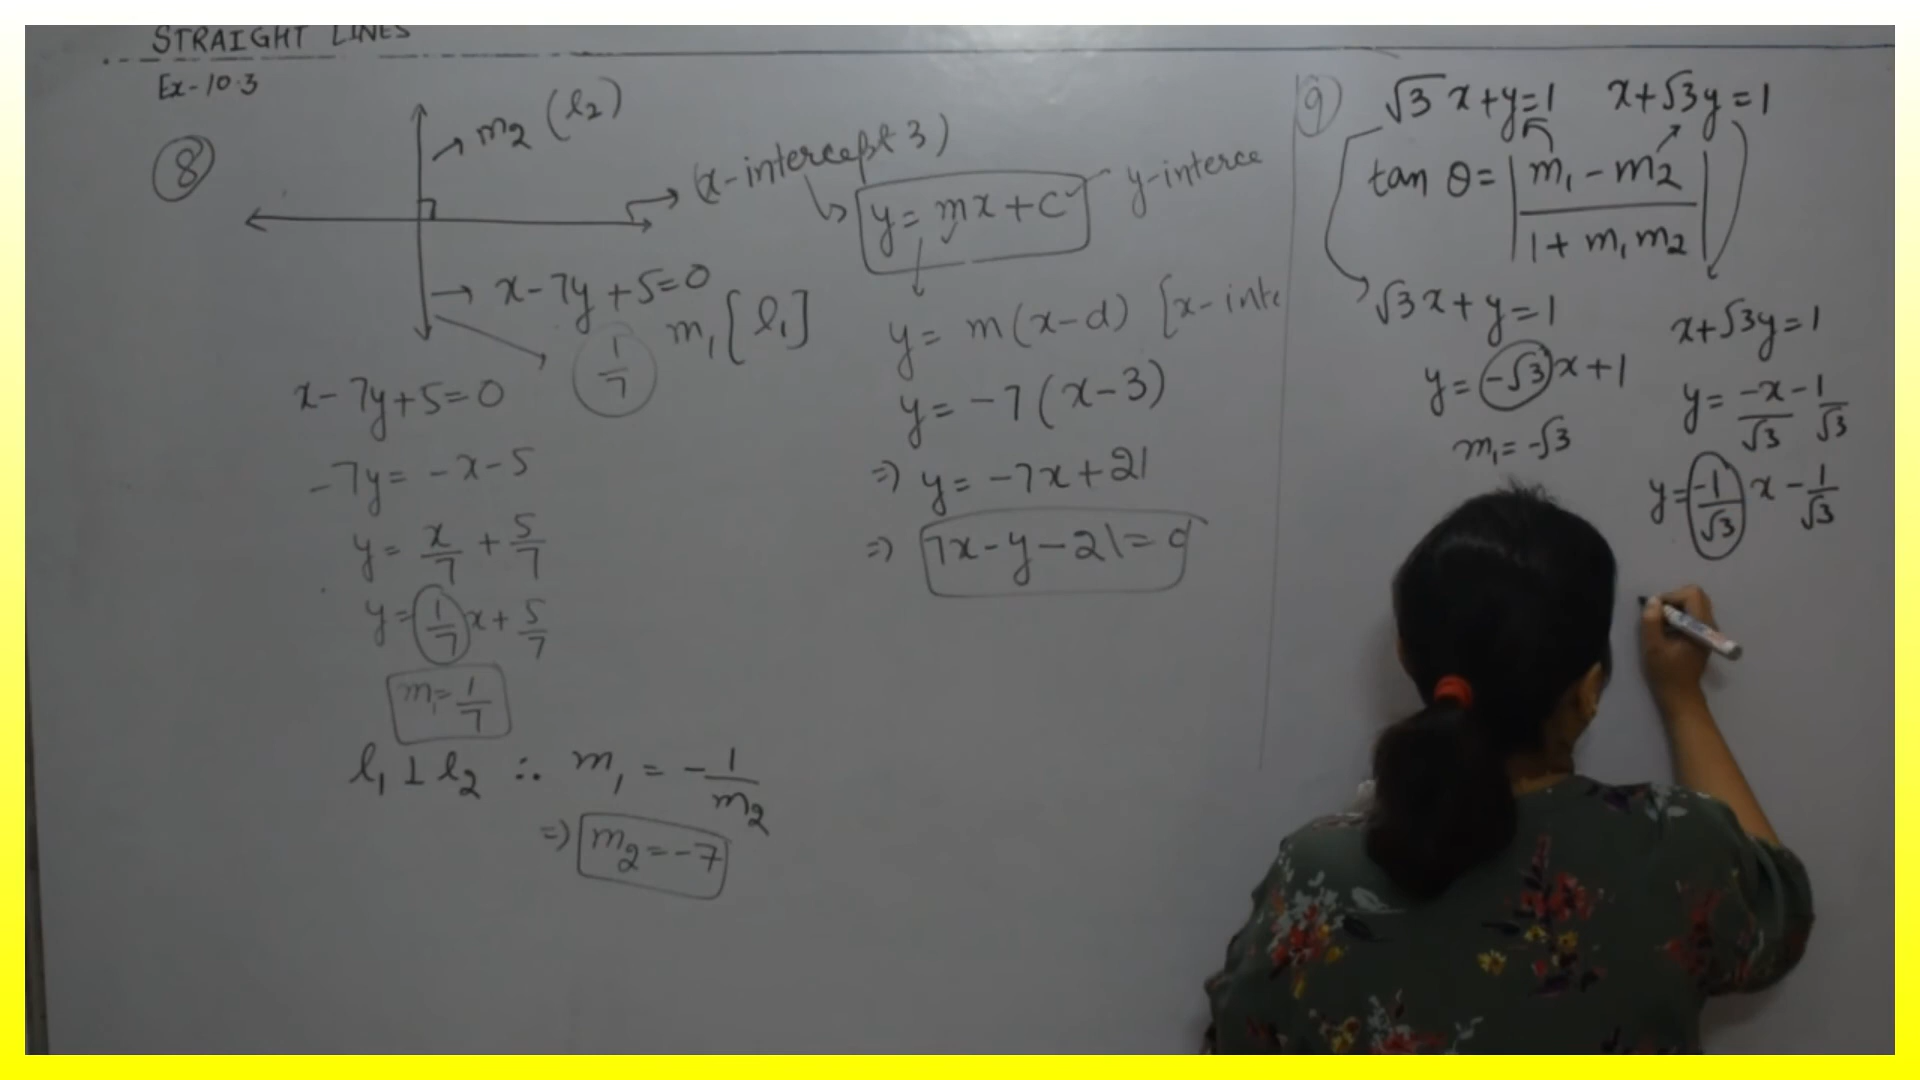 STRAIGHT LINES
Ex-10.3
8
m2 (l2)
(x-intercept 3)
y = mx + c
y-interce
x - 7y + 5 = 0
m1 [l1]
1/7
y = m(x-d) [x-inte
x - 7y + 5 = 0
-7y = -x - 5
y = x/7 + 5/7
y = 1/7 x + 5/7
m1 = 1/7
l1 ⊥ l2 ∴ m1 = -1/m2
=) m2 = -7
y = -7(x-3)
=) y = -7x + 21
=) 7x - y - 21 = 0
9) √3x + y = 1 x + √3y = 1
tan θ = | m1 - m2 / 1 + m1 m2 |
√3x + y = 1
y = -√3 x + 1
m1 = -√3
x + √3y = 1
y = -x/√3 - 1/√3
y = -1/√3 x - 1/√3